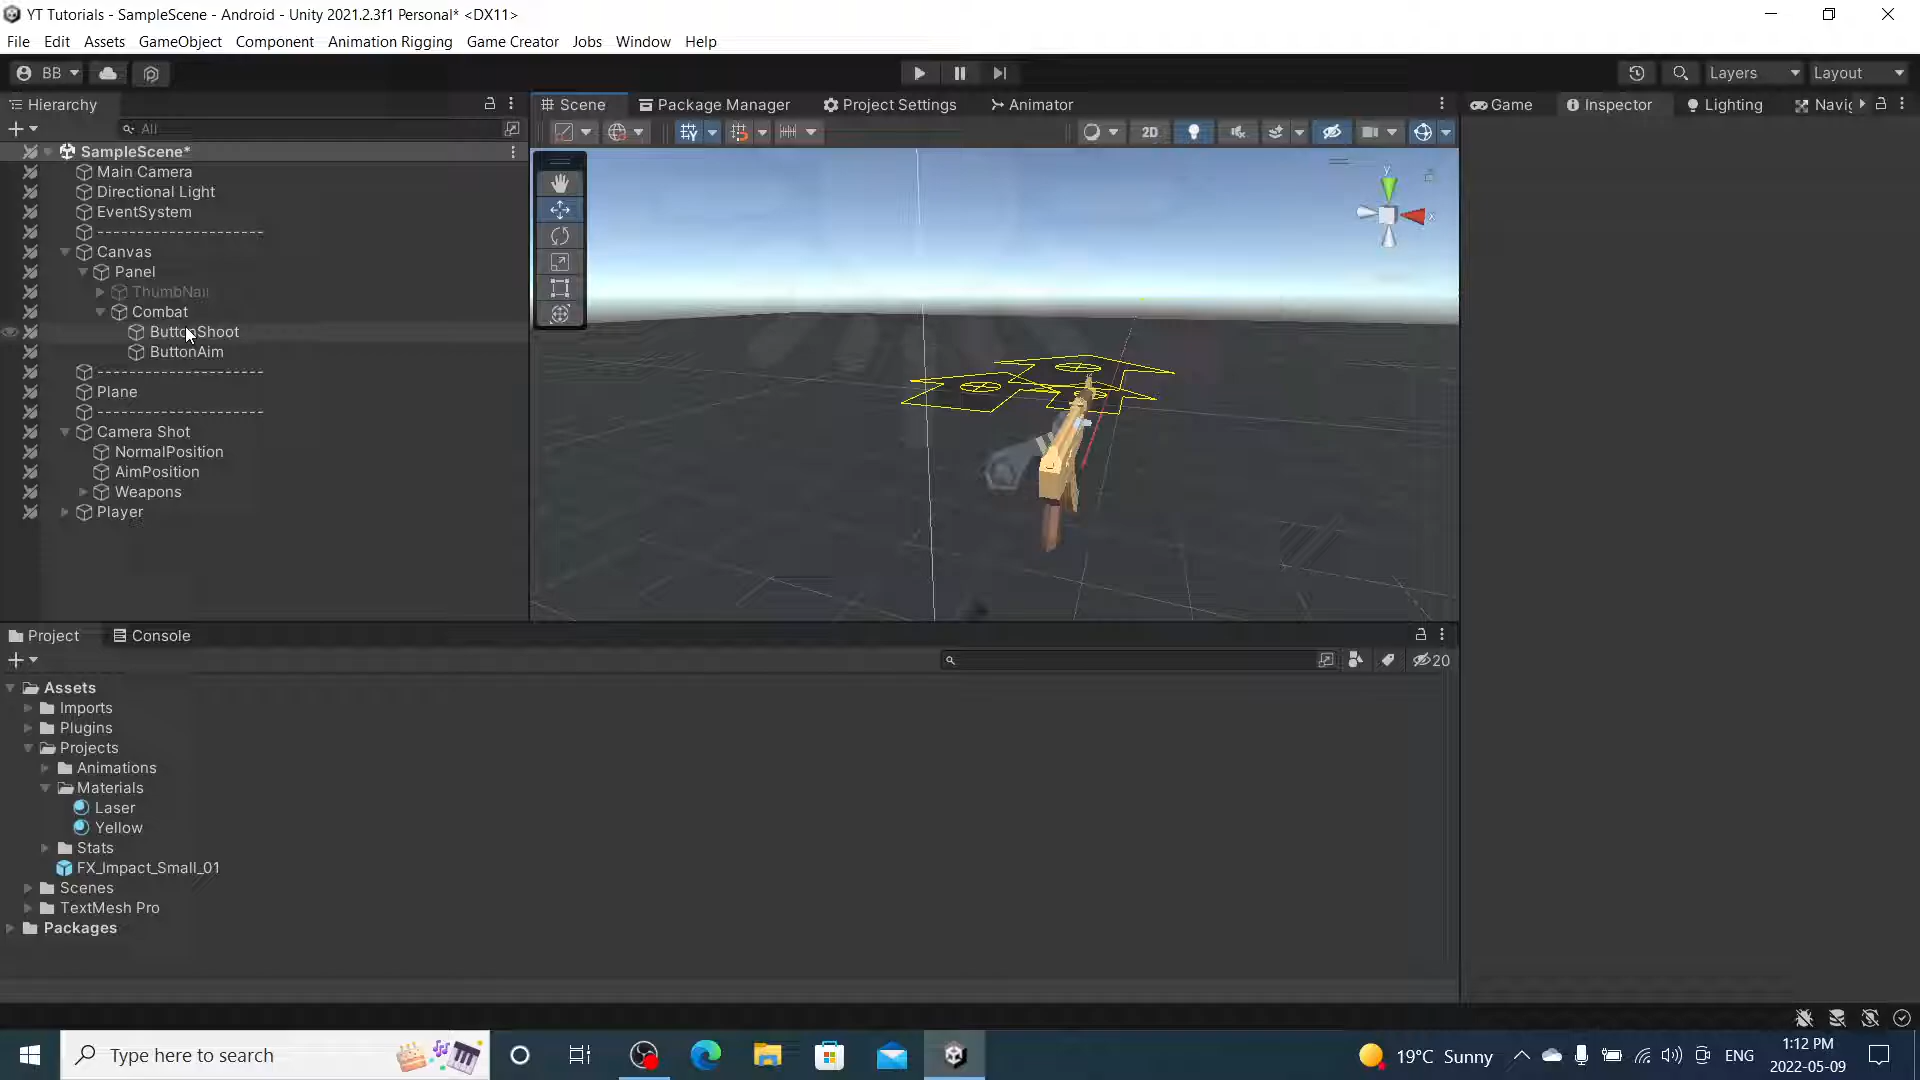 YT Tutorials - SampleScene - Android - Unity 2021.2.3f1 Personal* <DX11>
File Edit Assets GameObject Component Animation Rigging Game Creator Jobs Window Help
BB Layers Layout
Hierarchy Scene Package Manager Project Settings Animator Game Inspector Lighting Navig
All 2D
SampleScene*
Main Camera
Directional Light
EventSystem
---------------------
Canvas
Panel
ThumbNail
Combat
ButtonShoot
ButtonAim
---------------------
Plane
---------------------
Camera Shot
NormalPosition
AimPosition
Weapons
Player
y
x
Project Console
20
Assets
Imports
Plugins
Projects
Animations
Materials
Laser
Yellow
Stats
FX_Impact_Small_01
Scenes
TextMesh Pro
Packages
Type here to search
19°C Sunny
ENG
1:12 PM
2022-05-09